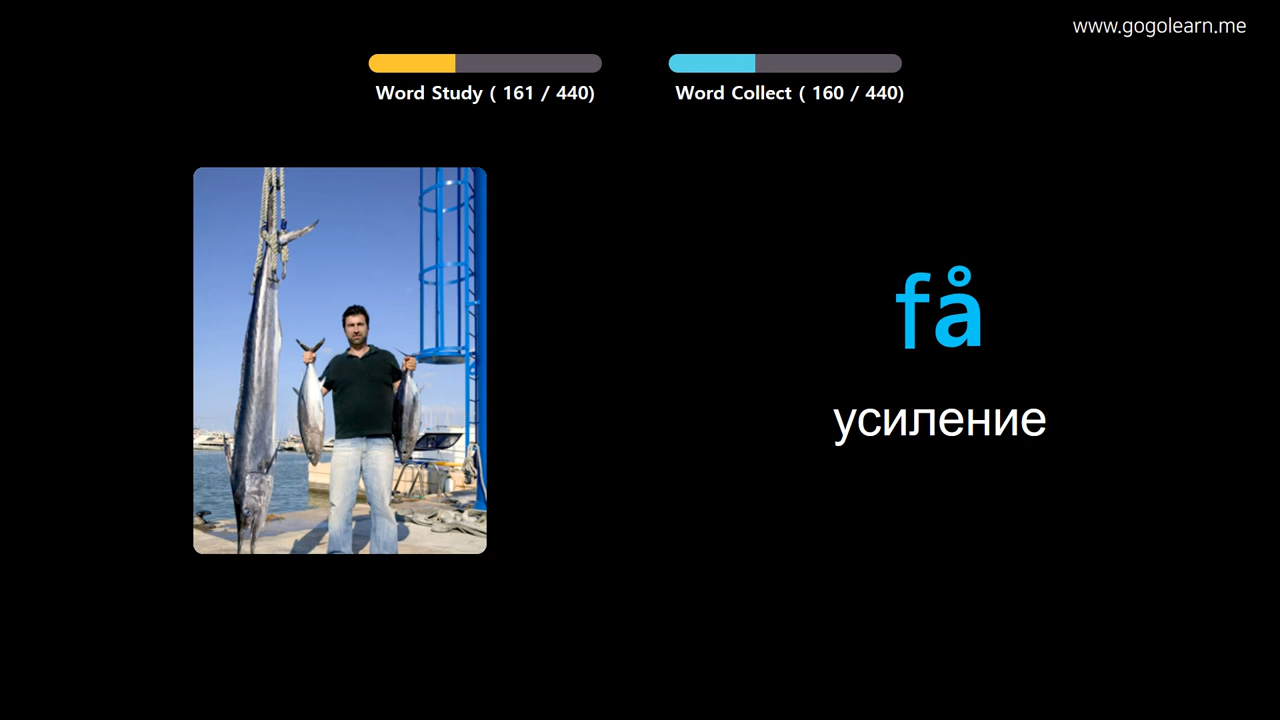 www.gogolearn.me
Word Study ( 161 / 440)
Word Collect ( 160 / 440)
få
усиление